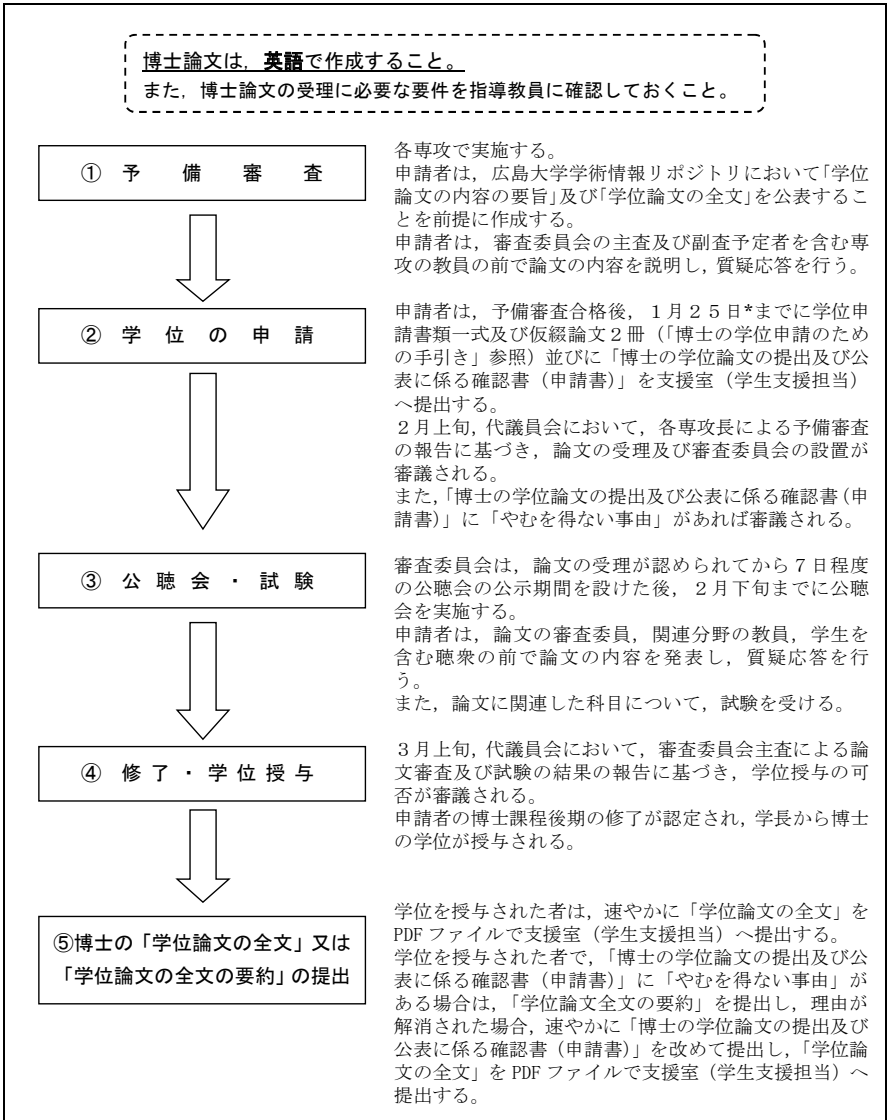 博士論文は，英語で作成すること。
また，博士論文の受理に必要な要件を指導教員に確認しておくこと。
① 予 備 審 査
各専攻で実施する。
申請者は，広島大学学術情報リポジトリにおいて「学位
論文の内容の要旨」及び「学位論文の全文」を公表するこ
とを前提に作成する。
申請者は，審査委員会の主査及び副査予定者を含む専
攻の教員の前で論文の内容を説明し，質疑応答を行う。
② 学 位 の 申 請
申請者は，予備審査合格後，１月２５日*までに学位申
請書類一式及び仮綴論文２冊（「博士の学位申請のため
の手引き」参照）並びに「博士の学位論文の提出及び公
表に係る確認書（申請書）」を支援室（学生支援担当）
へ提出する。
２月上旬，代議員会において，各専攻長による予備審査
の報告に基づき，論文の受理及び審査委員会の設置が
審議される。
また，「博士の学位論文の提出及び公表に係る確認書（申
請書）」に「やむを得ない事由」があれば審議される。
③ 公 聴 会 ・ 試 験
審査委員会は，論文の受理が認められてから７日程度
の公聴会の公示期間を設けた後，２月下旬までに公聴
会を実施する。
申請者は，論文の審査委員，関連分野の教員，学生を
含む聴衆の前で論文の内容を発表し，質疑応答を行
う。
また，論文に関連した科目について，試験を受ける。
④ 修 了 ・ 学 位 授 与
３月上旬，代議員会において，審査委員会主査による論
文審査及び試験の結果の報告に基づき，学位授与の可
否が審議される。
申請者の博士課程後期の修了が認定され，学長から博士
の学位が授与される。
⑤博士の「学位論文の全文」又は
「学位論文の全文の要約」の提出
学位を授与された者は，速やかに「学位論文の全文」を
PDF ファイルで支援室（学生支援担当）へ提出する。
学位を授与された者で，「博士の学位論文の提出及び公
表に係る確認書（申請書）」に「やむを得ない事由」が
ある場合は，「学位論文全文の要約」を提出し，理由が
解消された場合，速やかに「博士の学位論文の提出及び
公表に係る確認書（申請書）」を改めて提出し，「学位論
文の全文」を PDF ファイルで支援室（学生支援担当）へ
提出する。